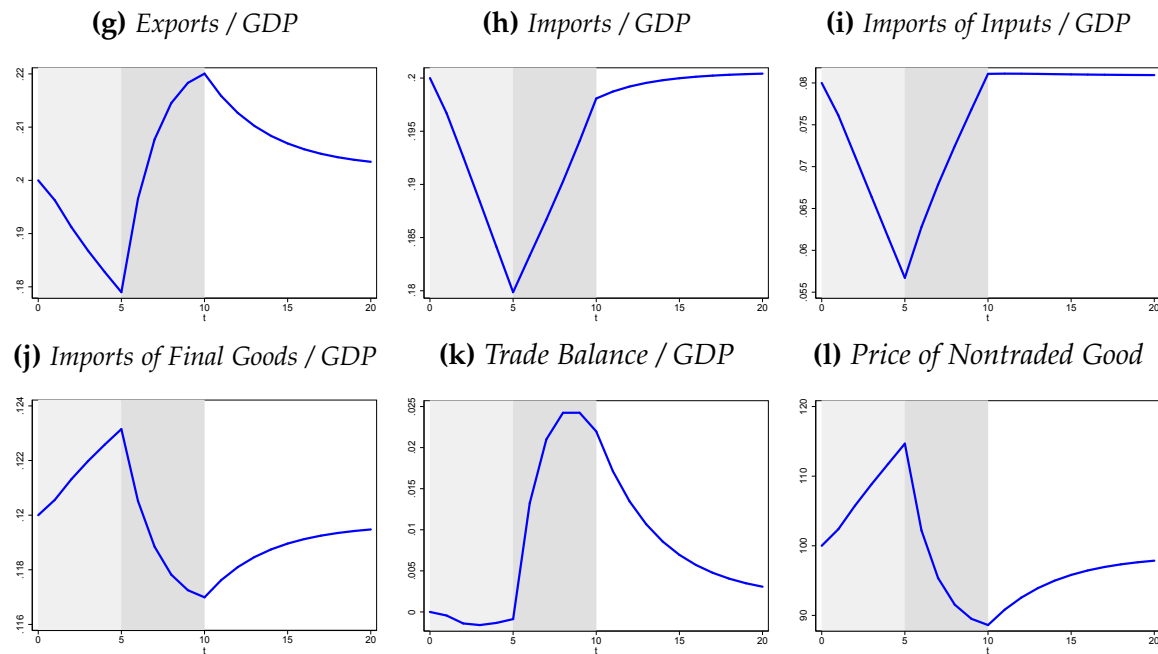 (g) Exports / GDP
(h) Imports / GDP
(i) Imports of Inputs / GDP
.18 .19 .2 .21 .22
0 5 10 15 20
t
.18 .185 .19 .195 .2
0 5 10 15 20
t
.055 .06 .065 .07 .075 .08
0 5 10 15 20
t
(j) Imports of Final Goods / GDP
(k) Trade Balance / GDP
(l) Price of Nontraded Good
.116 .118 .12 .122 .124
0 5 10 15 20
t
0 .005 .01 .015 .02 .025
0 5 10 15 20
t
90 100 110 120
0 5 10 15 20
t